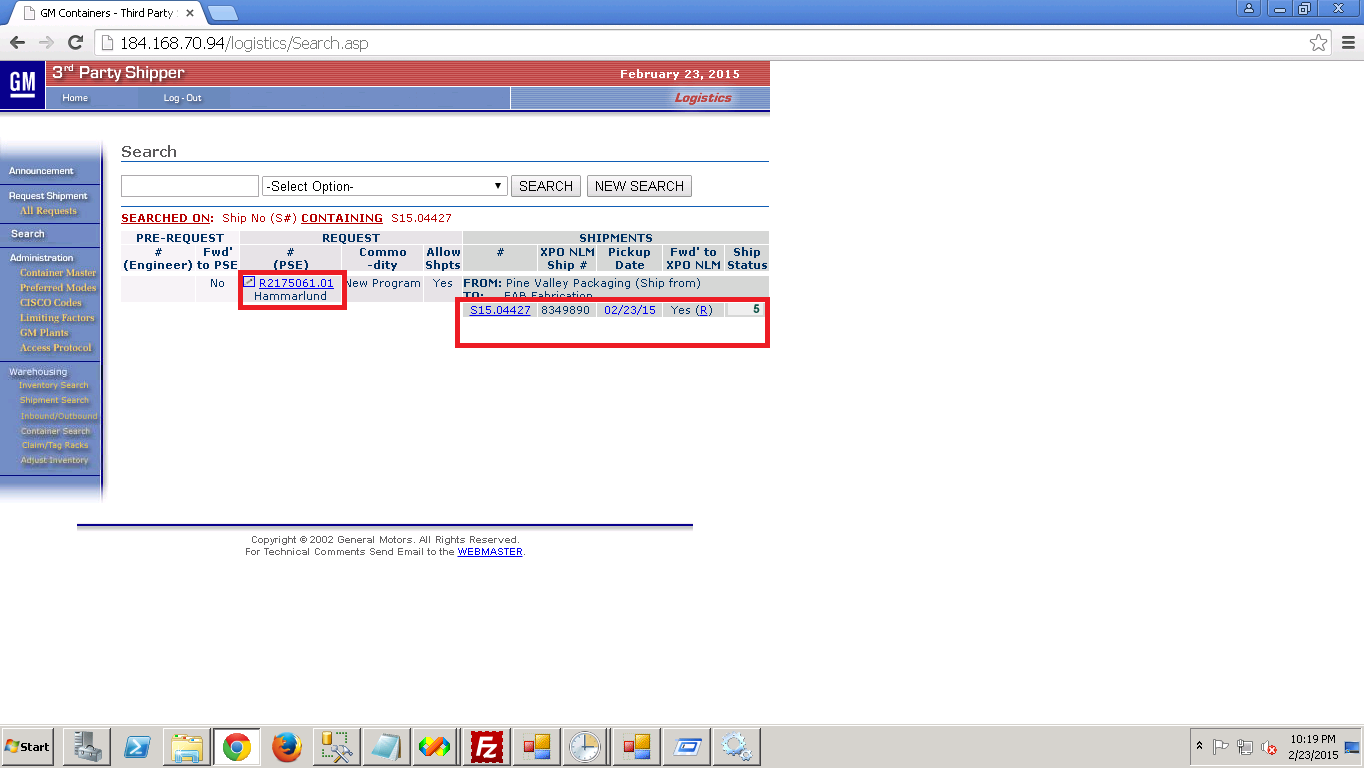 GM Containers - Third Party
184.168.70.94/logistics/Search.asp
GM
3rd Party Shipper
February 23, 2015
Home
Log - Out
Logistics
Announcement
Request Shipment
All Requests
Search
Administration
Container Master
Preferred Modes
CISCO Codes
Limiting Factors
GM Plants
Access Protocol
Warehousing
Inventory Search
Shipment Search
Inbound/Outbound
Container Search
Claim/Tag Racks
Adjust Inventory
Search
-Select Option- SEARCH NEW SEARCH
SEARCHED ON: Ship No (S#) CONTAINING S15.04427
PRE-REQUEST REQUEST SHIPMENTS
# Fwd' # Commo Allow # XPO NLM Pickup Fwd' to Ship
(Engineer) to PSE (PSE) -dity Shpts Ship # Date XPO NLM Status
No R2175061.01 New Program Yes FROM: Pine Valley Packaging (Ship from)
Hammarlund TO: FAB Fabrication
S15.04427 8349890 02/23/15 Yes (R) 5
Copyright © 2002 General Motors. All Rights Reserved.
For Technical Comments Send Email to the WEBMASTER.
Start
10:19 PM
2/23/2015